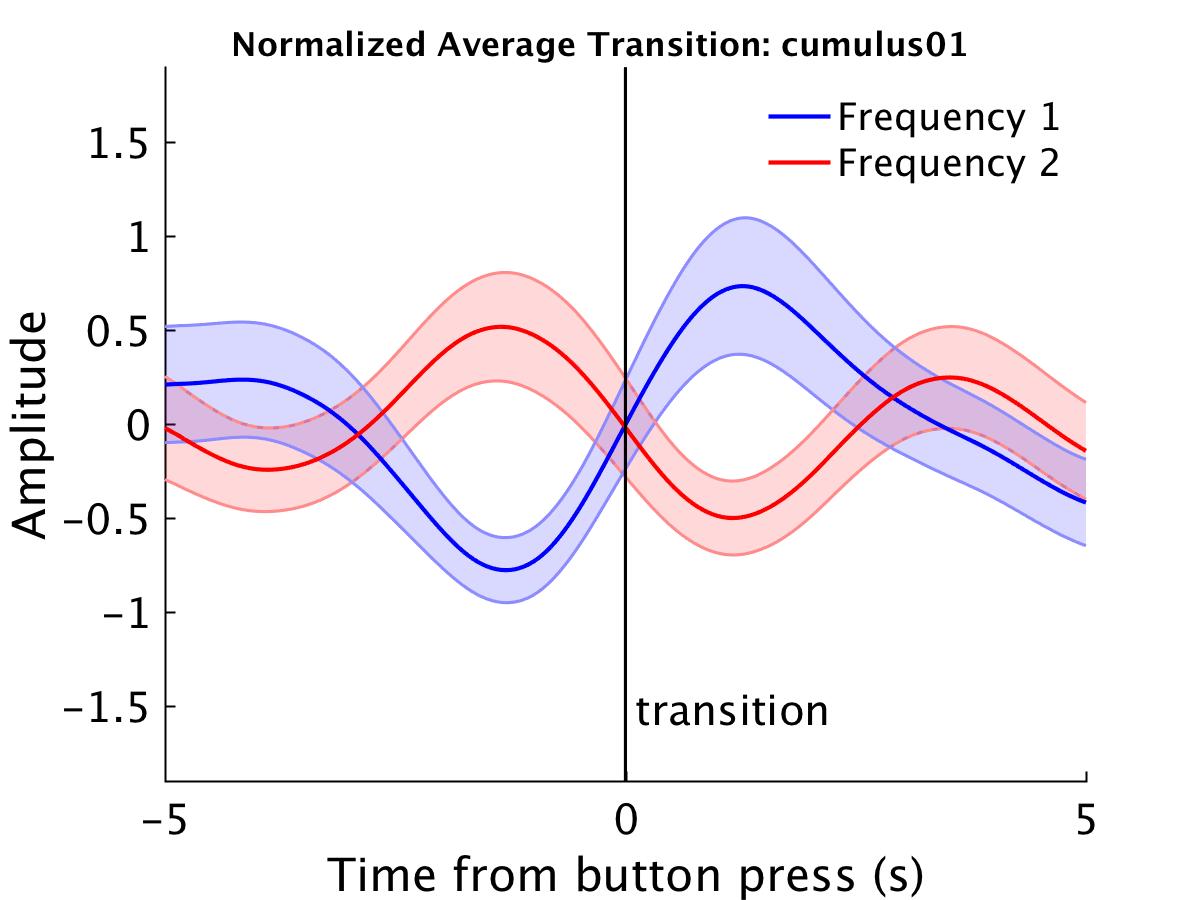 Normalized Average Transition: cumulus01
Frequency 1
Frequency 2
1.5
1
0.5
0
−0.5
−1
−1.5
Amplitude
transition
−5
0
5
Time from button press (s)